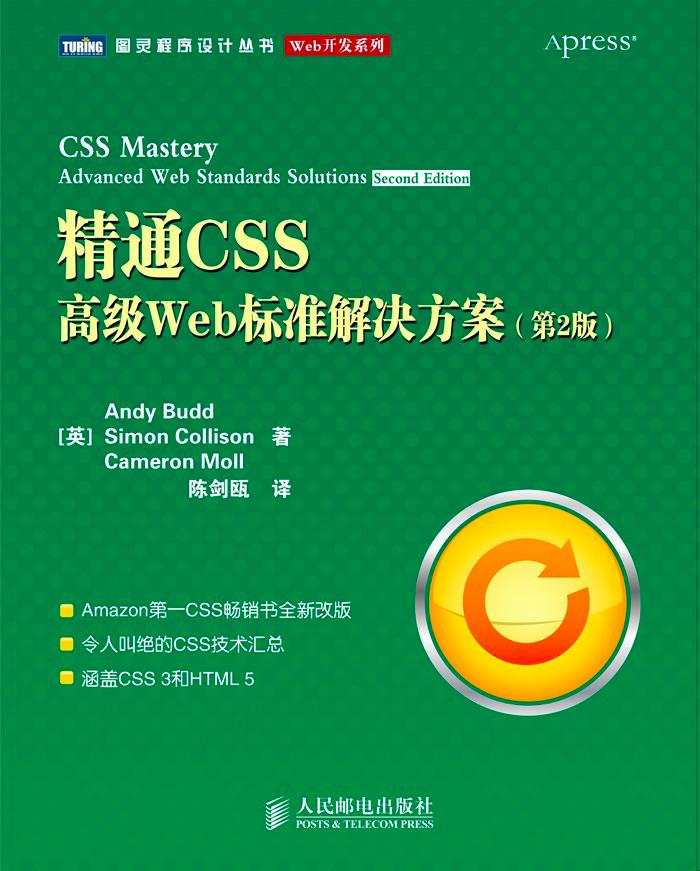 TURING 图灵程序设计丛书 Web开发系列 Apress®
CSS Mastery
Advanced Web Standards Solutions Second Edition
精通CSS
高级Web标准解决方案（第2版）
Andy Budd
[英] Simon Collison 著
Cameron Moll
陈剑瓯 译
Amazon第一CSS畅销书全新改版
令人叫绝的CSS技术汇总
涵盖CSS 3和HTML 5
人民邮电出版社
POSTS & TELECOM PRESS